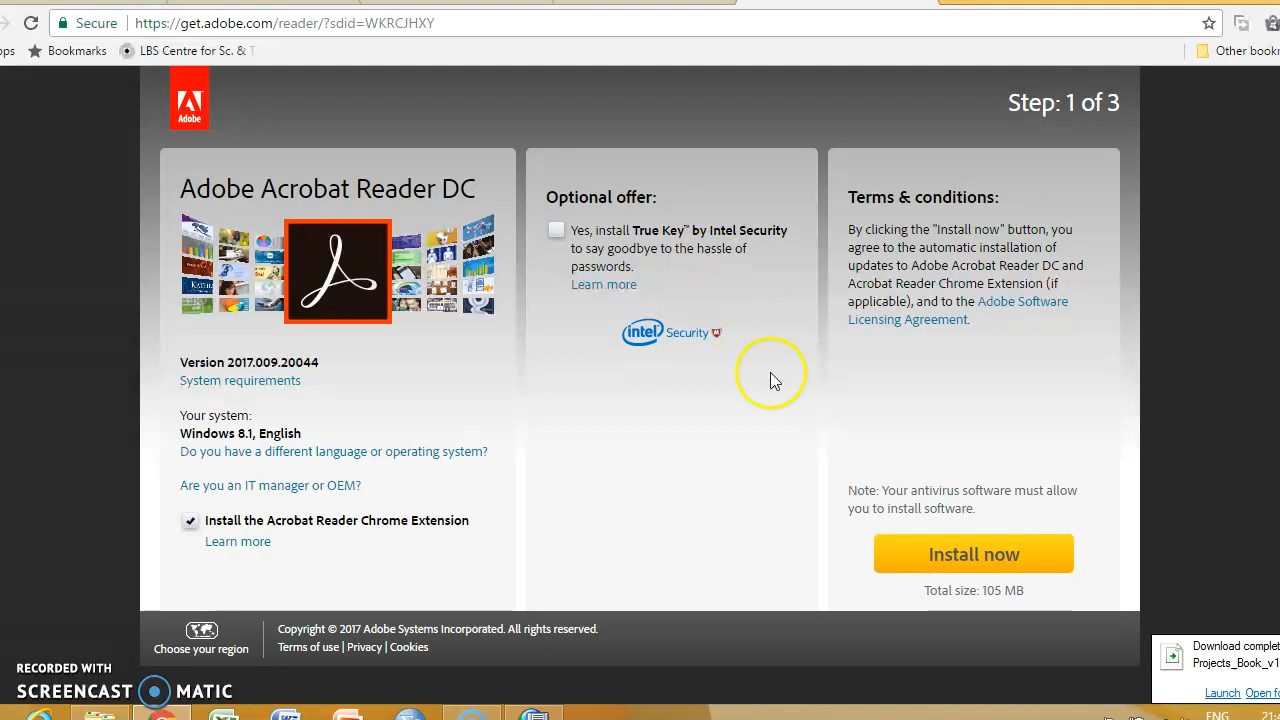 Secure
https://get.adobe.com/reader/?sdid=WKRCJHXY
Bookmarks
LBS Centre for Sc. & T
Other bookm
Adobe
Step: 1 of 3
Adobe Acrobat Reader DC
Version 2017.009.20044
System requirements
Your system:
Windows 8.1, English
Do you have a different language or operating system?
Are you an IT manager or OEM?
Install the Acrobat Reader Chrome Extension
Learn more
Optional offer:
Yes, install True Key™ by Intel Security
to say goodbye to the hassle of
passwords.
Learn more
intel Security
Terms & conditions:
By clicking the "Install now" button, you
agree to the automatic installation of
updates to Adobe Acrobat Reader DC and
Acrobat Reader Chrome Extension (if
applicable), and to the Adobe Software
Licensing Agreement.
Note: Your antivirus software must allow
you to install software.
Install now
Total size: 105 MB
Choose your region
Copyright © 2017 Adobe Systems Incorporated. All rights reserved.
Terms of use | Privacy | Cookies
Download complet
Projects_Book_v1
Launch Open fo
RECORDED WITH
SCREENCAST MATIC
ENG